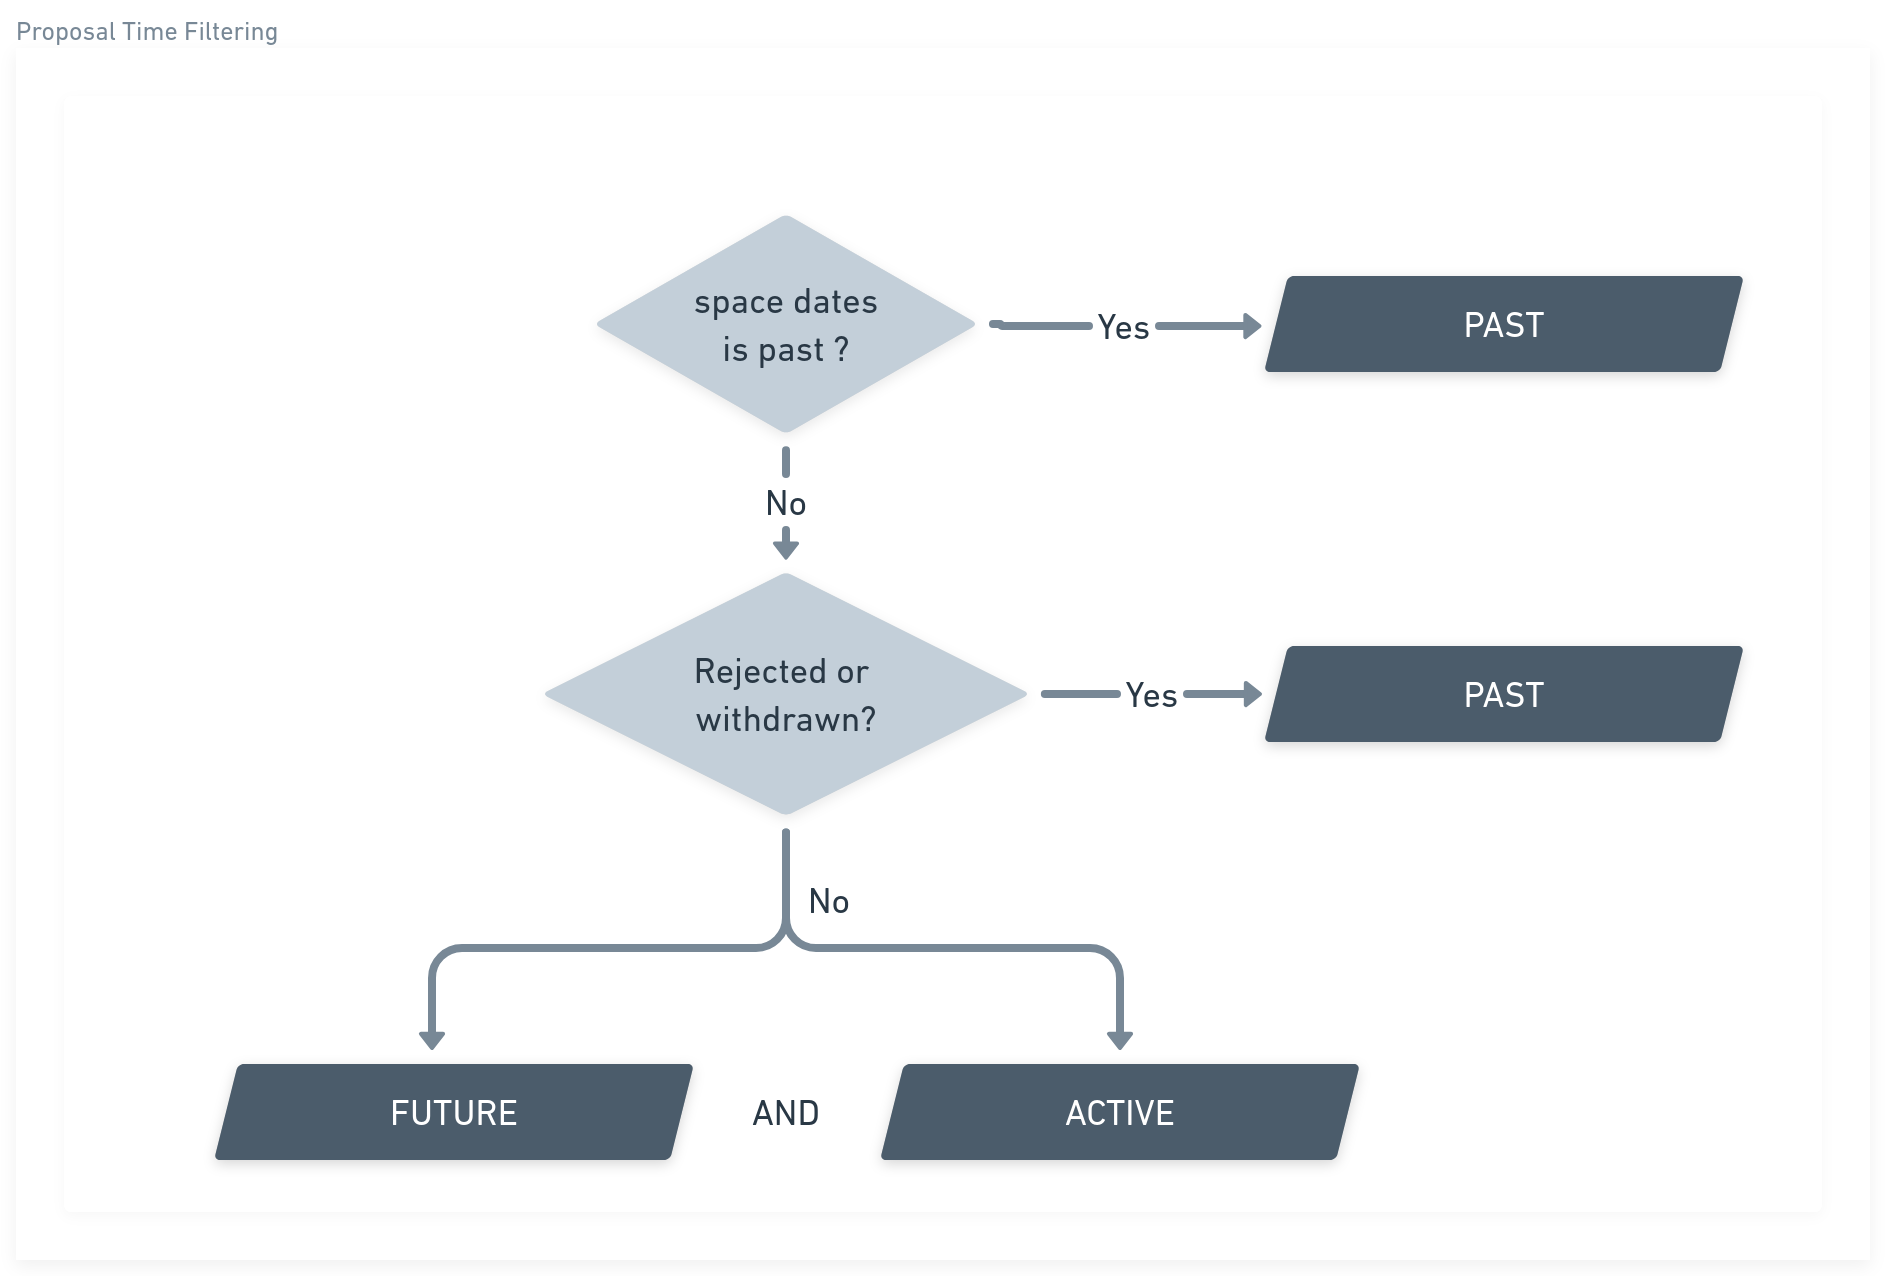 Proposal Time Filtering
space dates
is past ?
Yes
PAST
No
Rejected or
withdrawn?
Yes
PAST
No
FUTURE
AND
ACTIVE